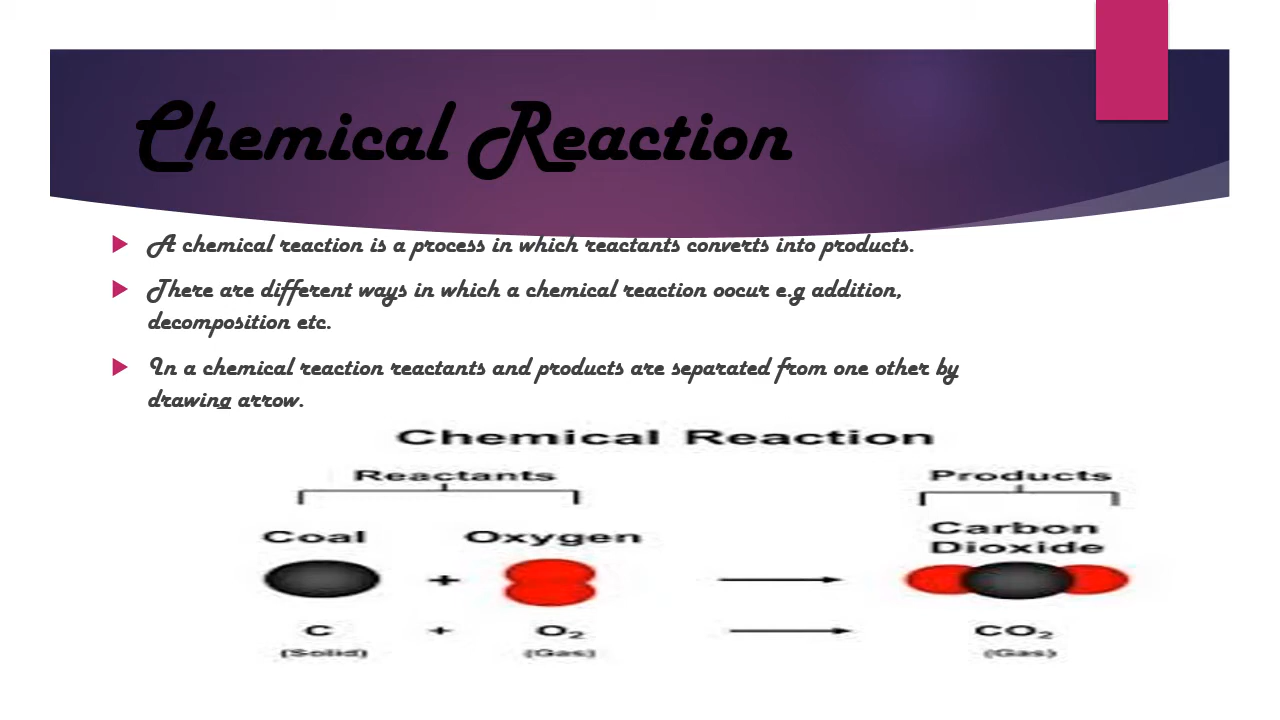 Chemical Reaction
A chemical reaction is a process in which reactants converts into products.
There are different ways in which a chemical reaction oocur e.g addition,
decomposition etc.
In a chemical reaction reactants and products are separated from one other by
drawing arrow.
Chemical Reaction
Reactants Products
Coal Oxygen Carbon
Dioxide
+
C + O₂ CO₂
(Solid) (Gas) (Gas)